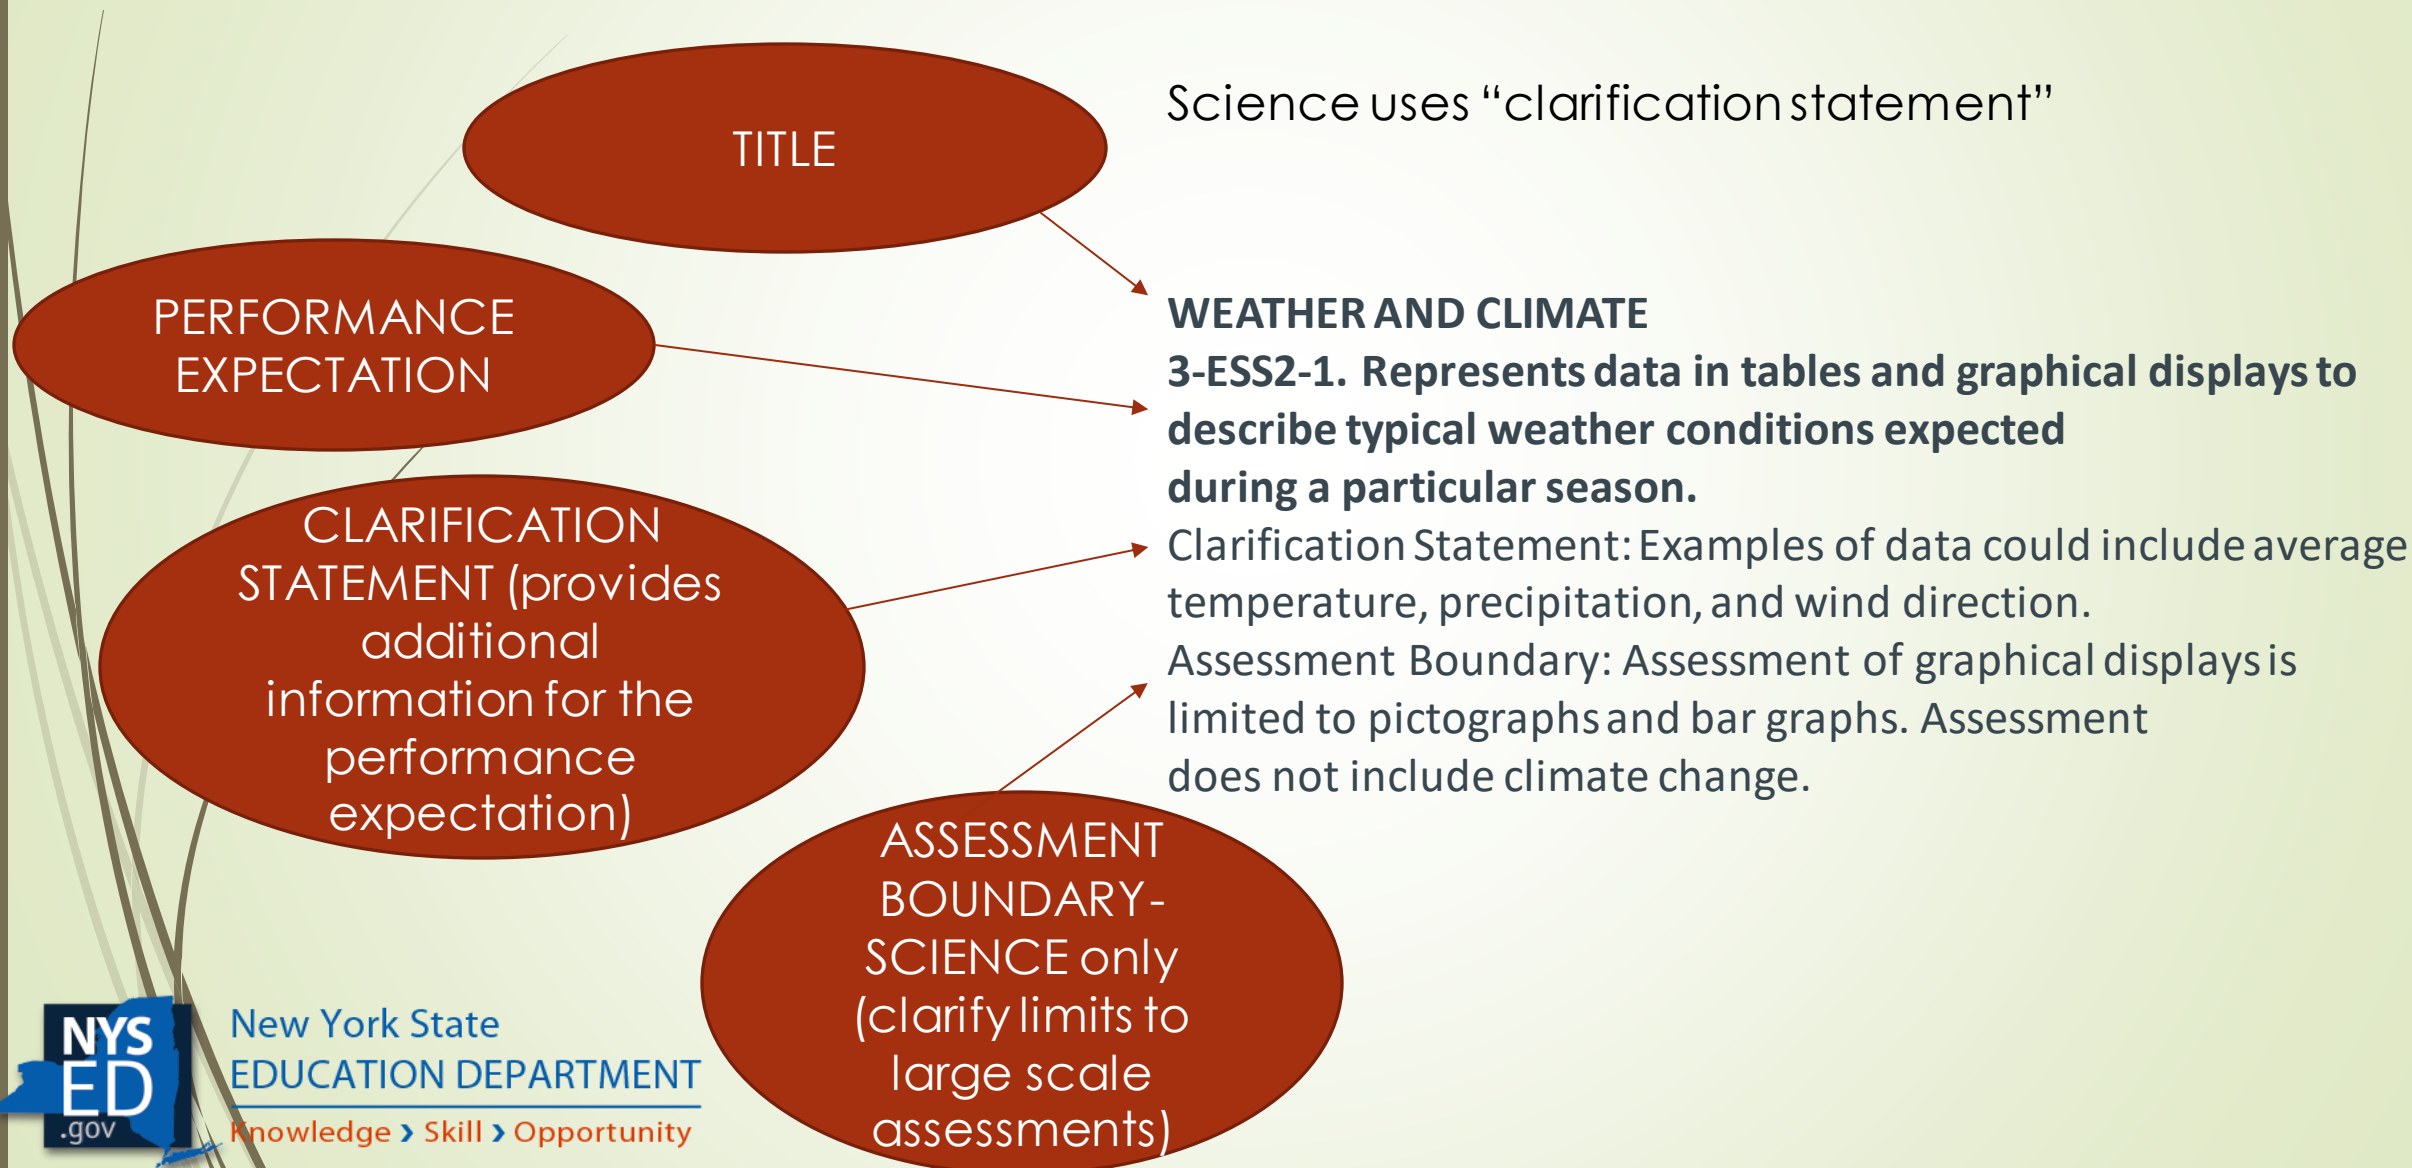 Science uses “clarification statement”
TITLE
PERFORMANCE
EXPECTATION
CLARIFICATION
STATEMENT (provides
additional
information for the
performance
expectation)
ASSESSMENT
BOUNDARY-
SCIENCE only
(clarify limits to
large scale
assessments)
WEATHER AND CLIMATE
3-ESS2-1. Represents data in tables and graphical displays to
describe typical weather conditions expected
during a particular season.
Clarification Statement: Examples of data could include average
temperature, precipitation, and wind direction.
Assessment Boundary: Assessment of graphical displays is
limited to pictographs and bar graphs. Assessment
does not include climate change.
NYS
ED
.gov
New York State
EDUCATION DEPARTMENT
Knowledge › Skill › Opportunity